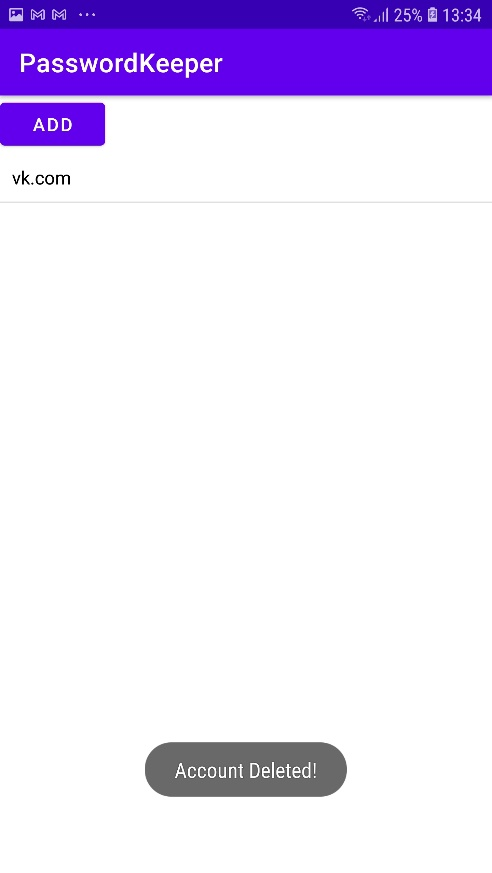 25% 13:34
PasswordKeeper
ADD
vk.com
Account Deleted!